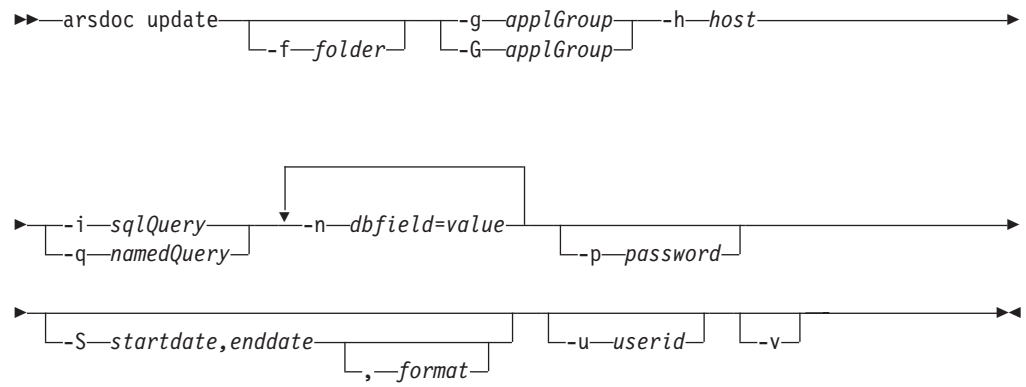 arsdoc update -g applGroup -h host
-f folder -G applGroup
-i sqlQuery -n dbfield=value
-q namedQuery -p password
-S startdate,enddate -u userid -v
, format